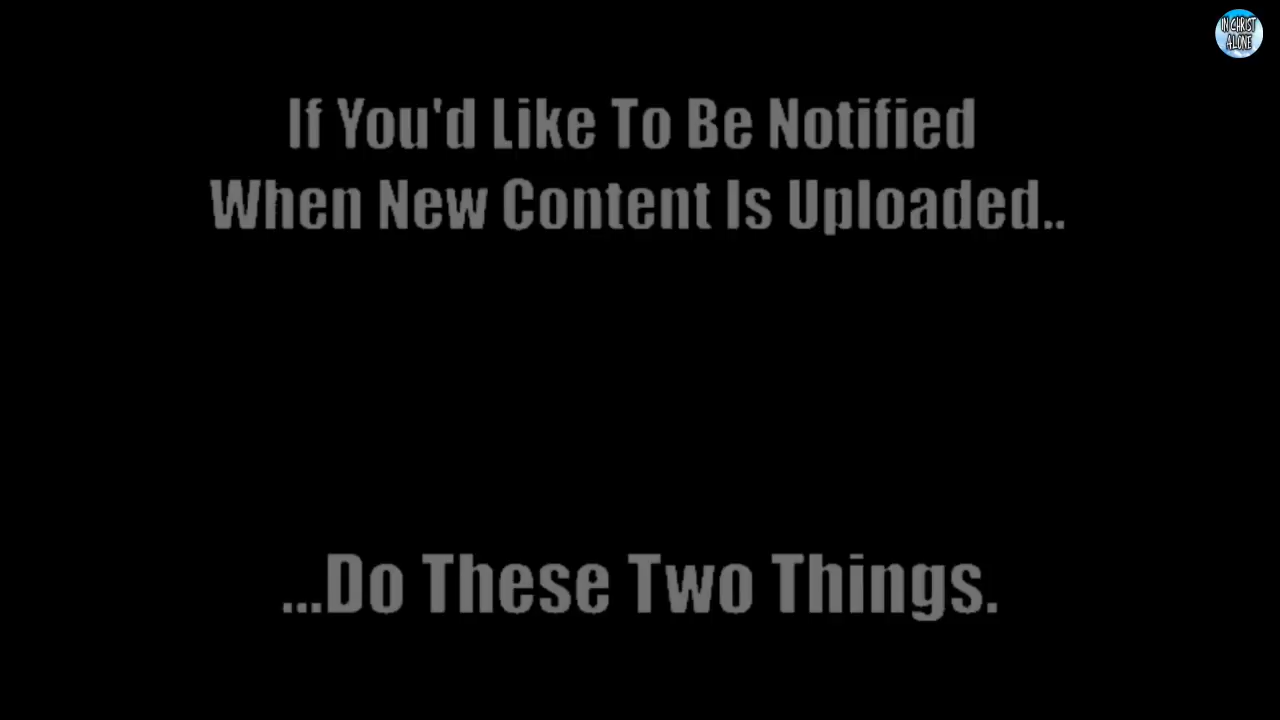 IN CHRIST
ALONE
If You'd Like To Be Notified
When New Content Is Uploaded..
...Do These Two Things.